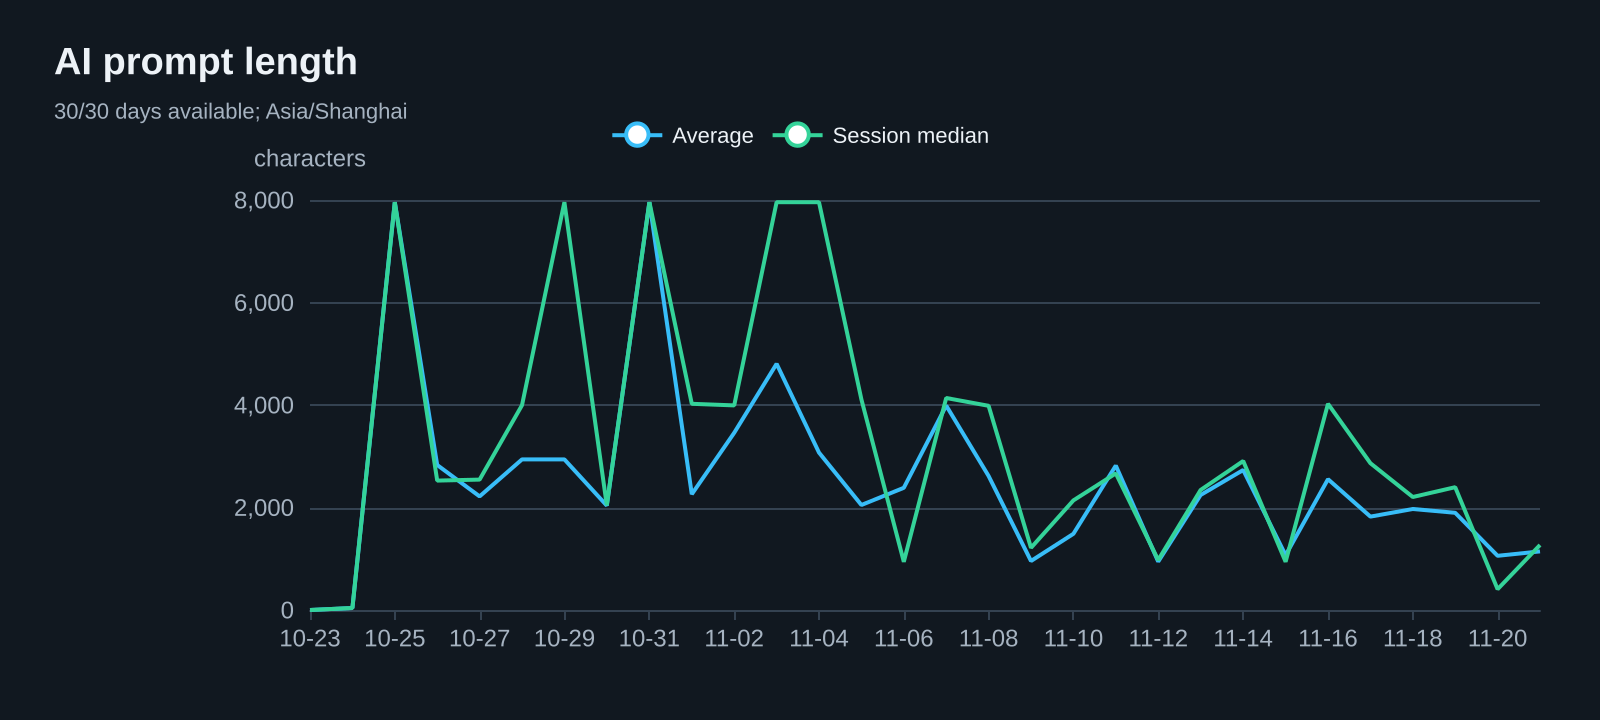 AI prompt length
30/30 days available; Asia/Shanghai
Average Session median
characters
8,000
6,000
4,000
2,000
0
10-23 10-25 10-27 10-29 10-31 11-02 11-04 11-06 11-08 11-10 11-12 11-14 11-16 11-18 11-20